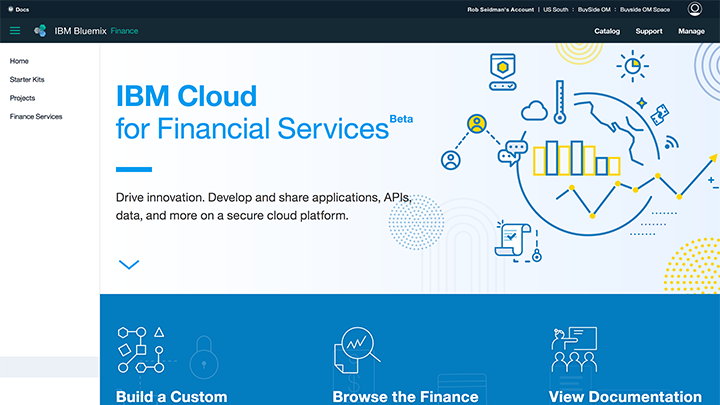 Docs
Rob Seidman's Account | US South : BuySide OM : Buyside OM Space
IBM Bluemix Finance
Catalog Support Manage
Home
Starter Kits
Projects
Finance Services
IBM Cloud
for Financial Services Beta
Drive innovation. Develop and share applications, APIs,
data, and more on a secure cloud platform.
Build a Custom
Browse the Finance
View Documentation